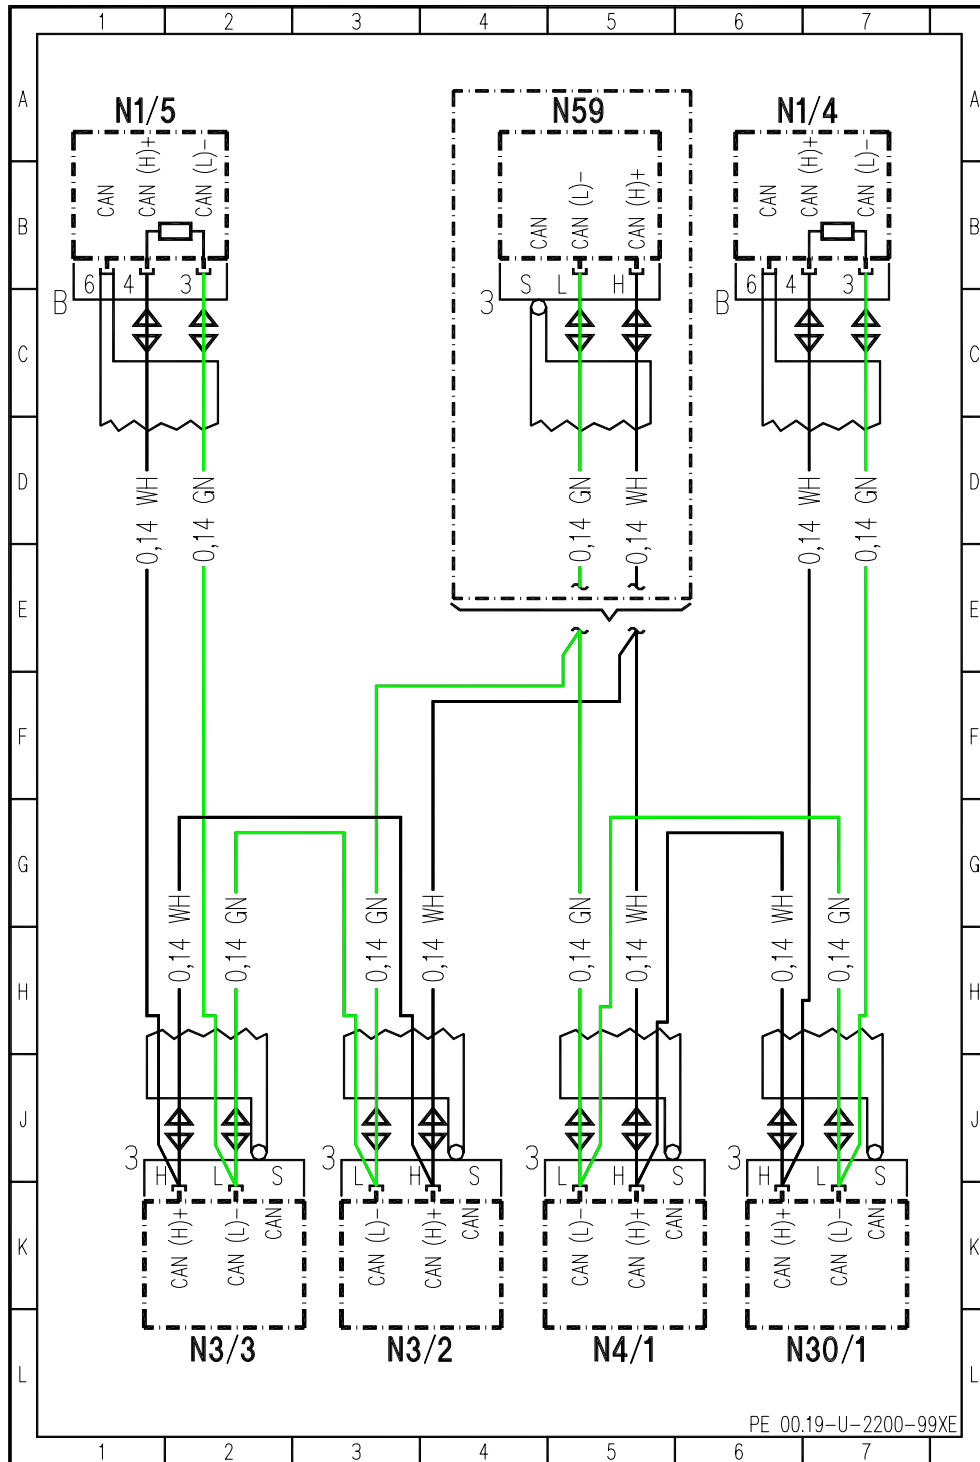 1 2 3 4 5 6 7
A A
N1/5 N59 N1/4
CAN CAN (H)+ CAN (L)- CAN CAN (L)- CAN (H)+ CAN CAN (H)+ CAN (L)-
B B
6 4 3 S L H 6 4 3
B 3 B
C C
D D
0,14 WH 0,14 GN 0,14 GN 0,14 WH 0,14 WH 0,14 GN
E E
F F
G G
0,14 WH 0,14 GN 0,14 GN 0,14 WH 0,14 GN 0,14 WH 0,14 WH 0,14 GN
H H
J J
3 3 3 3
H L S L H S L H S H L S
K K
CAN (H)+ CAN (L)- CAN CAN (L)- CAN (H)+ CAN CAN (L)- CAN (H)+ CAN CAN (H)+ CAN (L)- CAN
N3/3 N3/2 N4/1 N30/1
L L
PE 00.19-U-2200-99XE
1 2 3 4 5 6 7